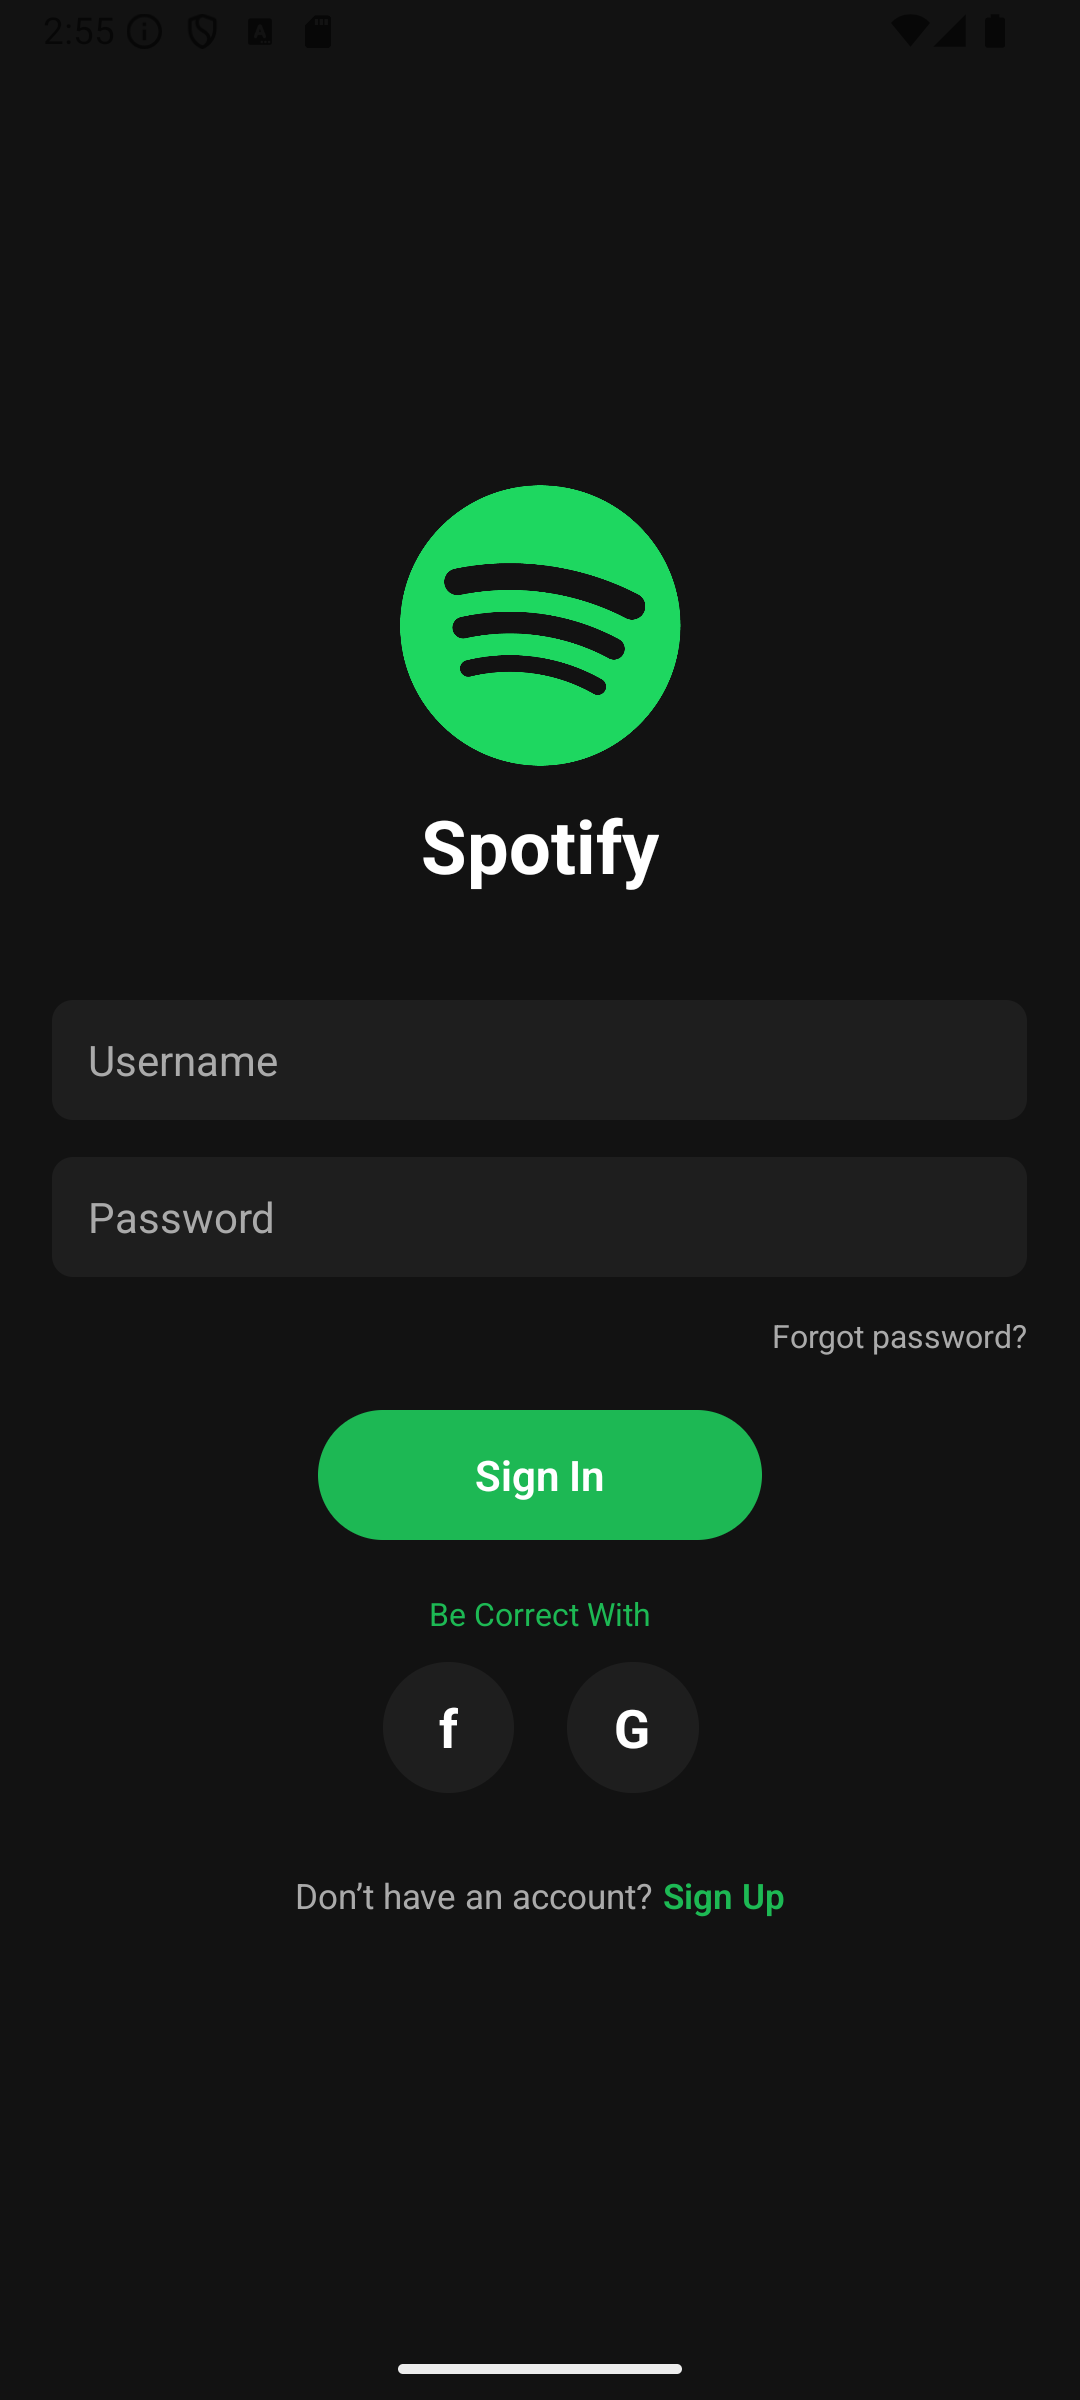 2:55
Spotify
Username
Password
Forgot password?
Sign In
Be Correct With
f G
Don’t have an account? Sign Up